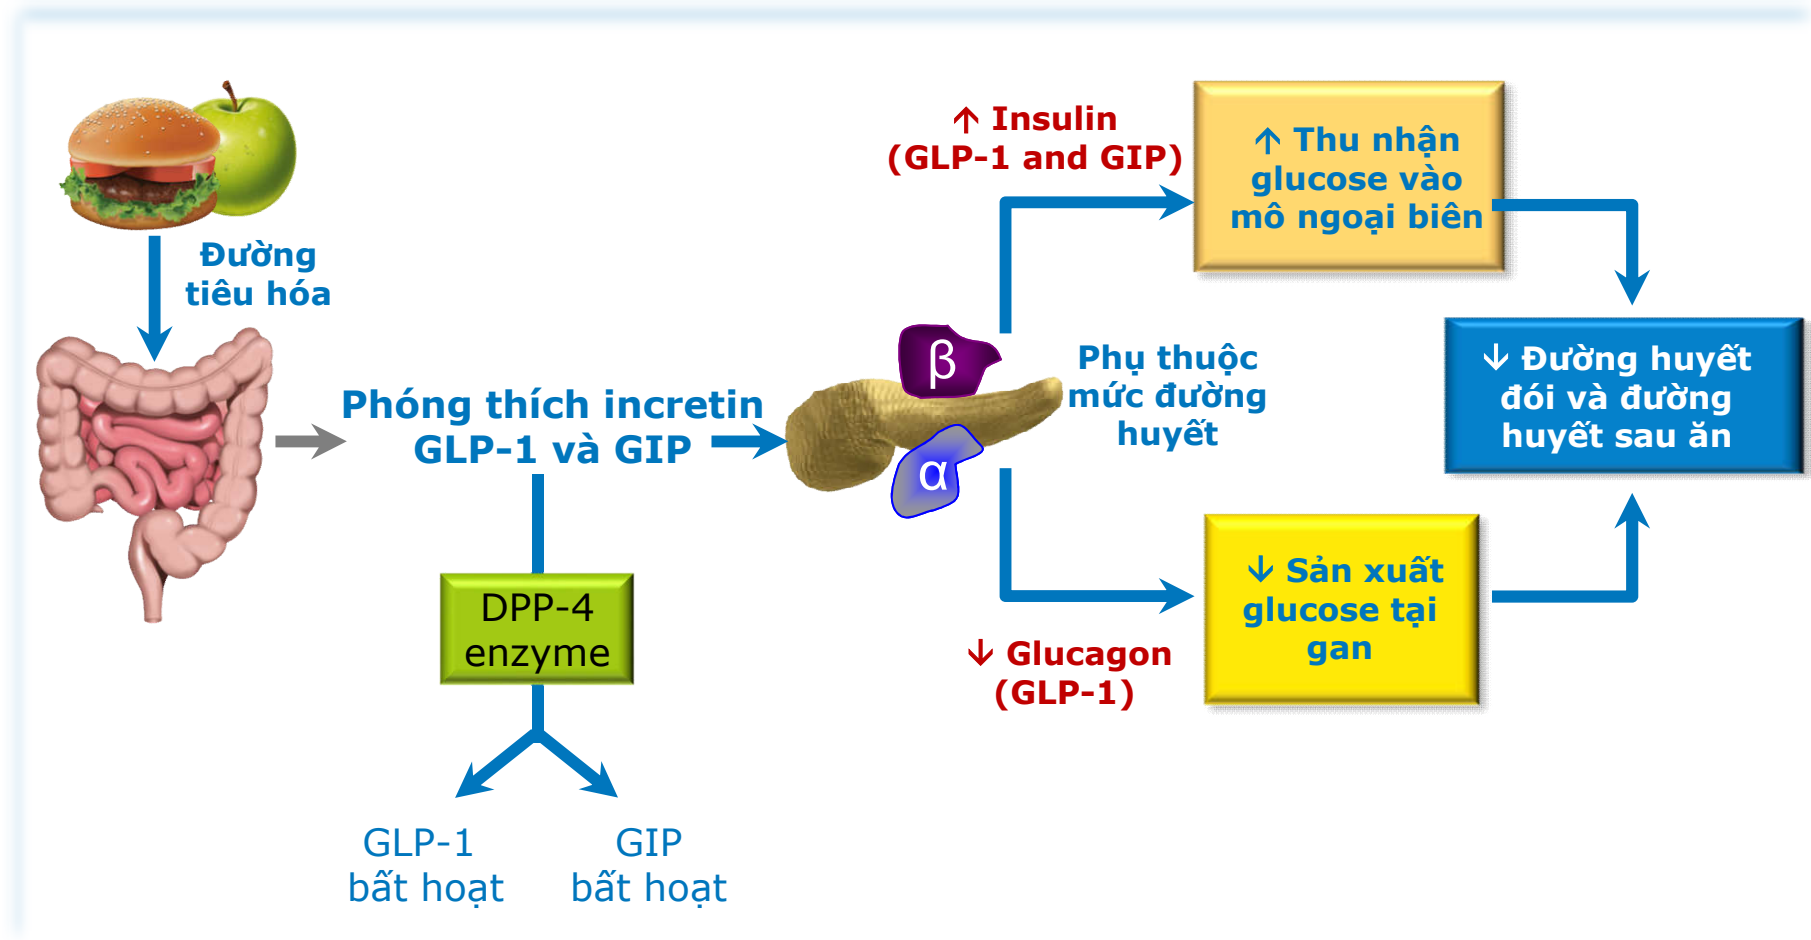 Đường
tiêu hóa
Phóng thích incretin
GLP-1 và GIP
DPP-4
enzyme
GLP-1
bất hoạt
GIP
bất hoạt
β
α
Phụ thuộc
mức đường
huyết
↑ Insulin
(GLP-1 and GIP)
↑ Thu nhận
glucose vào
mô ngoại biên
↓ Glucagon
(GLP-1)
↓ Sản xuất
glucose tại
gan
↓ Đường huyết
đói và đường
huyết sau ăn